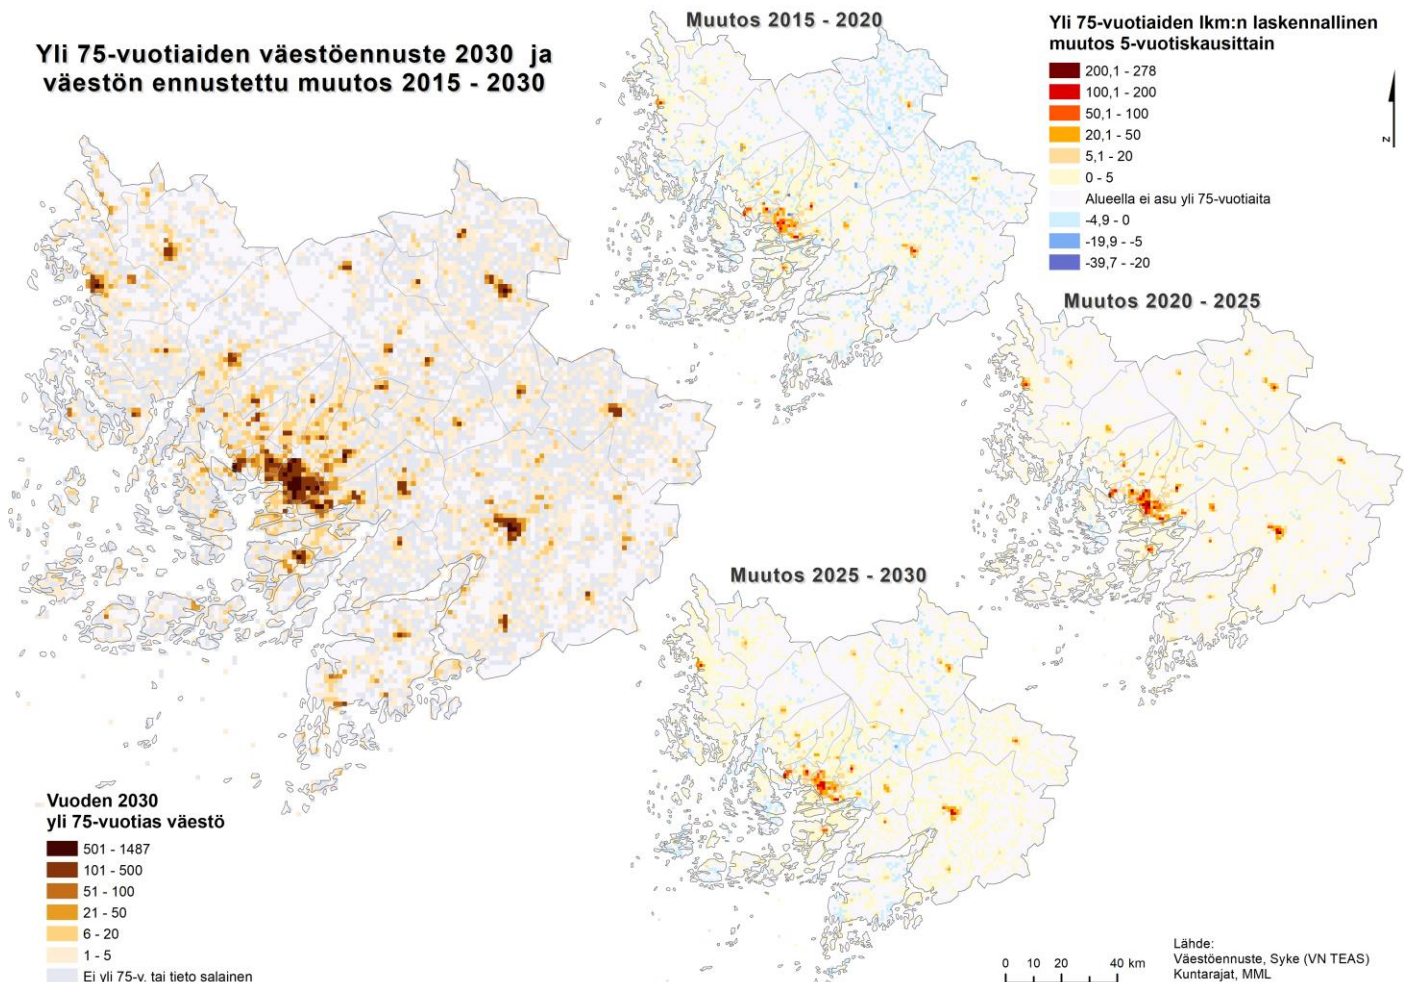 Yli 75-vuotiaiden väestöennuste 2030 ja
väestön ennustettu muutos 2015 - 2030
Muutos 2015 - 2020
Yli 75-vuotiaiden lkm:n laskennallinen
muutos 5-vuotiskausittain
200,1 - 278
100,1 - 200
50,1 - 100
20,1 - 50
5,1 - 20
0 - 5
Alueella ei asu yli 75-vuotiaita
-4,9 - 0
-19,9 - -5
-39,7 - -20
z
Muutos 2020 - 2025
Muutos 2025 - 2030
Vuoden 2030
yli 75-vuotias väestö
501 - 1487
101 - 500
51 - 100
21 - 50
6 - 20
1 - 5
Ei yli 75-v. tai tieto salainen
0 10 20 40 km
Lähde:
Väestöennuste, Syke (VN TEAS)
Kuntarajat, MML